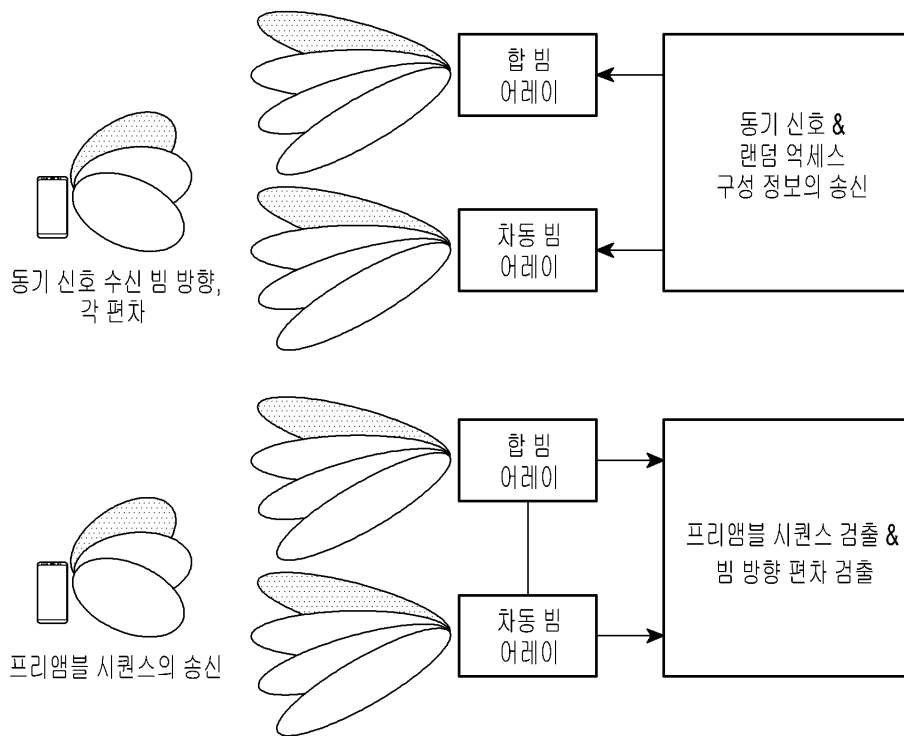 합 빔
어레이
동기 신호 &
랜덤 억세스
구성 정보의 송신
차동 빔
어레이
동기 신호 수신 빔 방향,
각 편차
합 빔
어레이
프리앰블 시퀀스 검출 &
빔 방향 편차 검출
차동 빔
어레이
프리앰블 시퀀스의 송신